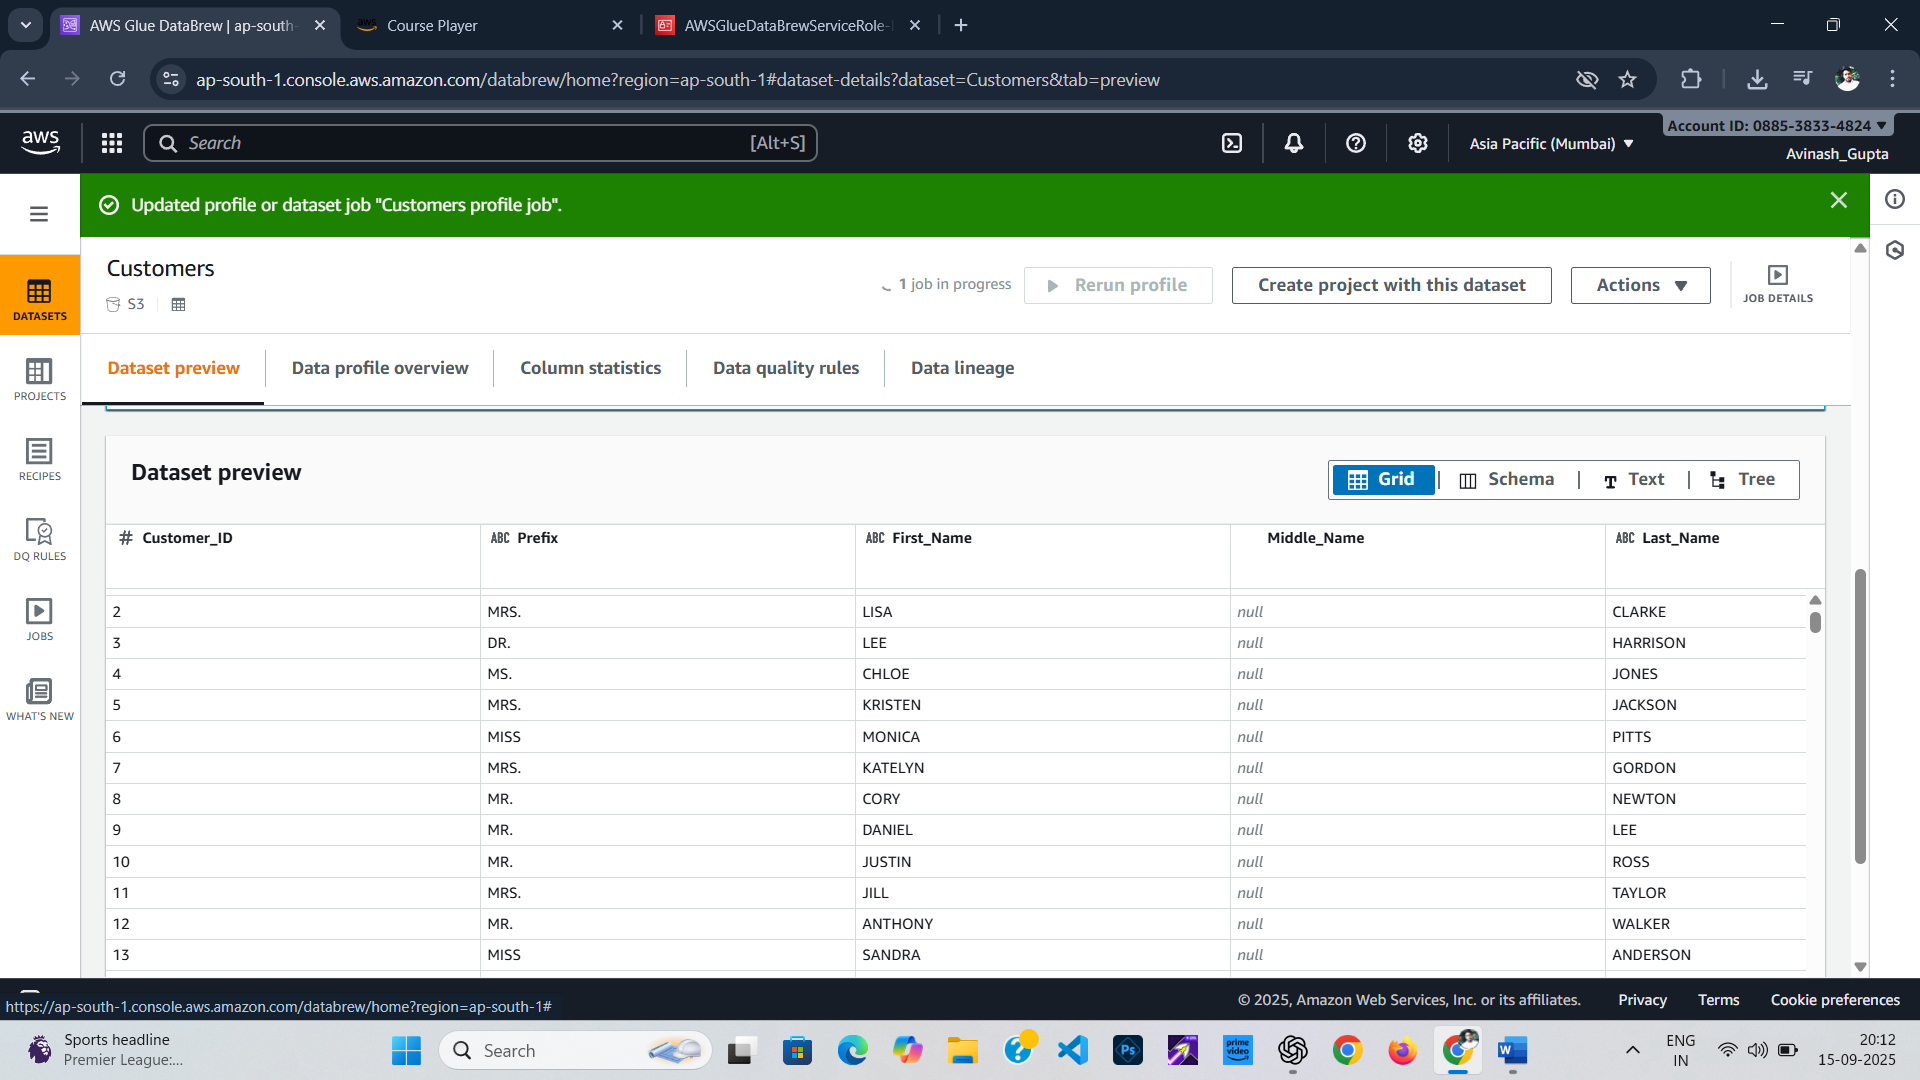 AWS Glue DataBrew | ap-south-
Course Player
AWSGlueDataBrewServiceRole-
ap-south-1.console.aws.amazon.com/databrew/home?region=ap-south-1#dataset-details?dataset=Customers&tab=preview
aws
Search
[Alt+S]
Asia Pacific (Mumbai) ▼
Account ID: 0885-3833-4824 ▼
Avinash_Gupta
Updated profile or dataset job "Customers profile job".
Customers
S3
1 job in progress
Rerun profile
Create project with this dataset
Actions ▼
JOB DETAILS
DATASETS
PROJECTS
RECIPES
DQ RULES
JOBS
WHAT'S NEW
Dataset preview
Data profile overview
Column statistics
Data quality rules
Data lineage
Dataset preview
Grid | Schema | Text | Tree
# Customer_ID ABC Prefix ABC First_Name Middle_Name ABC Last_Name
2 MRS. LISA null CLARKE
3 DR. LEE null HARRISON
4 MS. CHLOE null JONES
5 MRS. KRISTEN null JACKSON
6 MISS MONICA null PITTS
7 MRS. KATELYN null GORDON
8 MR. CORY null NEWTON
9 MR. DANIEL null LEE
10 MR. JUSTIN null ROSS
11 MRS. JILL null TAYLOR
12 MR. ANTHONY null WALKER
13 MISS SANDRA null ANDERSON
https://ap-south-1.console.aws.amazon.com/databrew/home?region=ap-south-1#
© 2025, Amazon Web Services, Inc. or its affiliates.
Privacy
Terms
Cookie preferences
Sports headline
Premier League:...
Search
Ps
prime video
W
ENG
IN
20:12
15-09-2025